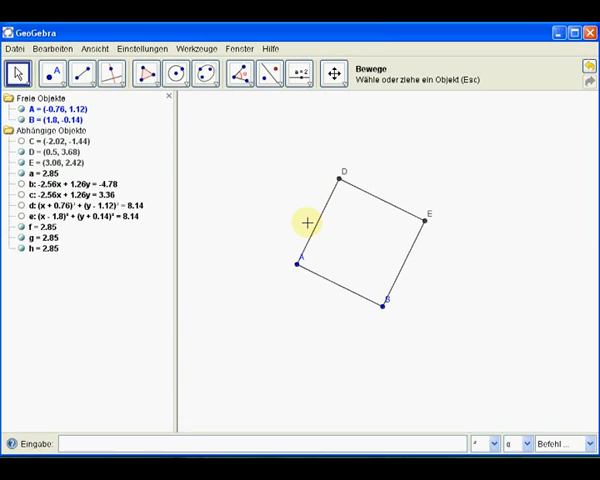 GeoGebra
Datei Bearbeiten Ansicht Einstellungen Werkzeuge Fenster Hilfe
A
a=2
Bewege
Wähle oder ziehe ein Objekt (Esc)
Freie Objekte
A = (-0.76, 1.12)
B = (1.8, -0.14)
Abhängige Objekte
C = (-2.02, -1.44)
D = (0.5, 3.68)
E = (3.06, 2.42)
a = 2.85
b: -2.56x + 1.26y = -4.78
c: -2.56x + 1.26y = 3.36
d: (x + 0.76)² + (y - 1.12)² = 8.14
e: (x - 1.8)² + (y + 0.14)² = 8.14
f = 2.85
g = 2.85
h = 2.85
D
E
A
B
Eingabe:
²
α
Befehl ...